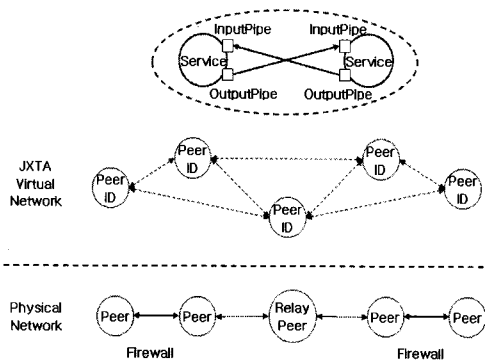 InputPipe InputPipe
Service Service
OutputPipe OutputPipe
JXTA
Virtual
Network
Peer
ID
Peer
ID
Peer
ID
Peer
ID
Peer
ID
Physical
Network
Peer Peer Relay
Peer Peer Peer
Firewall Firewall